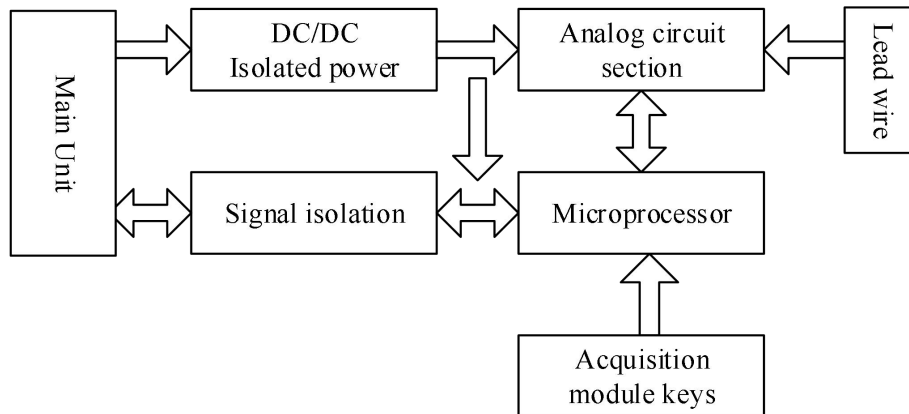 Main Unit
DC/DC
Isolated power
Analog circuit
section
Lead wire
Signal isolation
Microprocessor
Acquisition
module keys